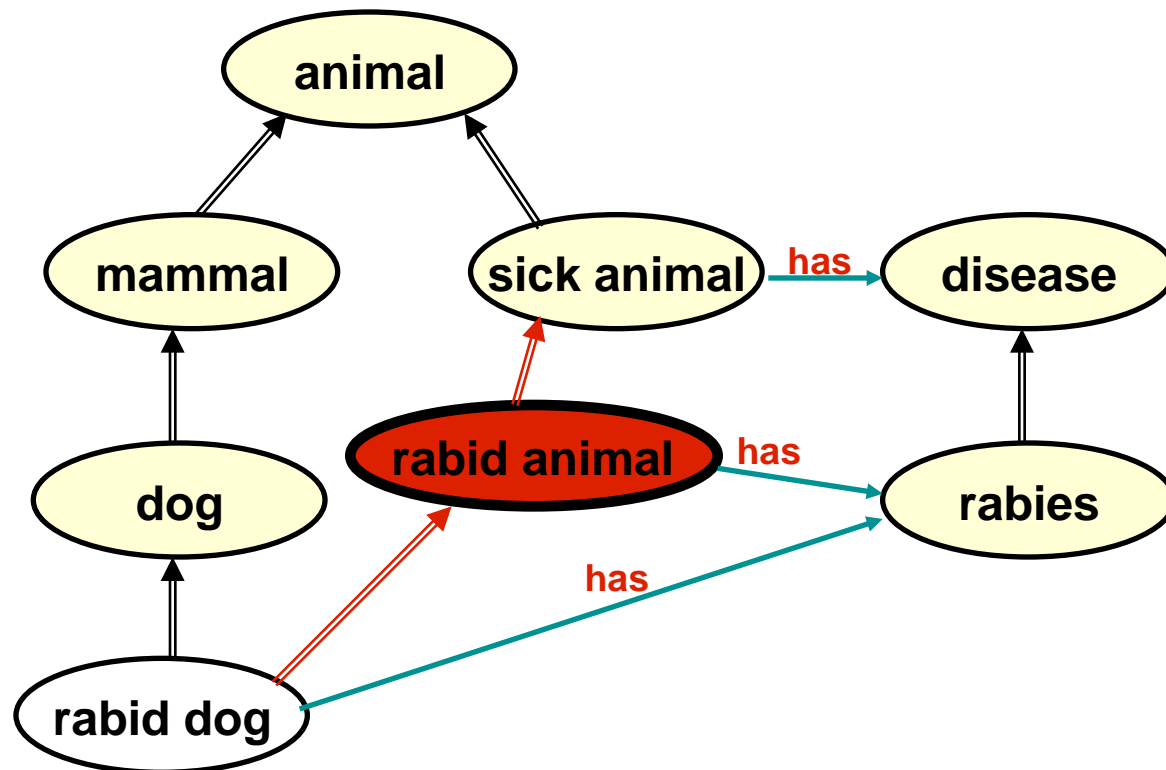 animal
mammal
sick animal
has
disease
rabid animal
has
dog
rabies
has
rabid dog